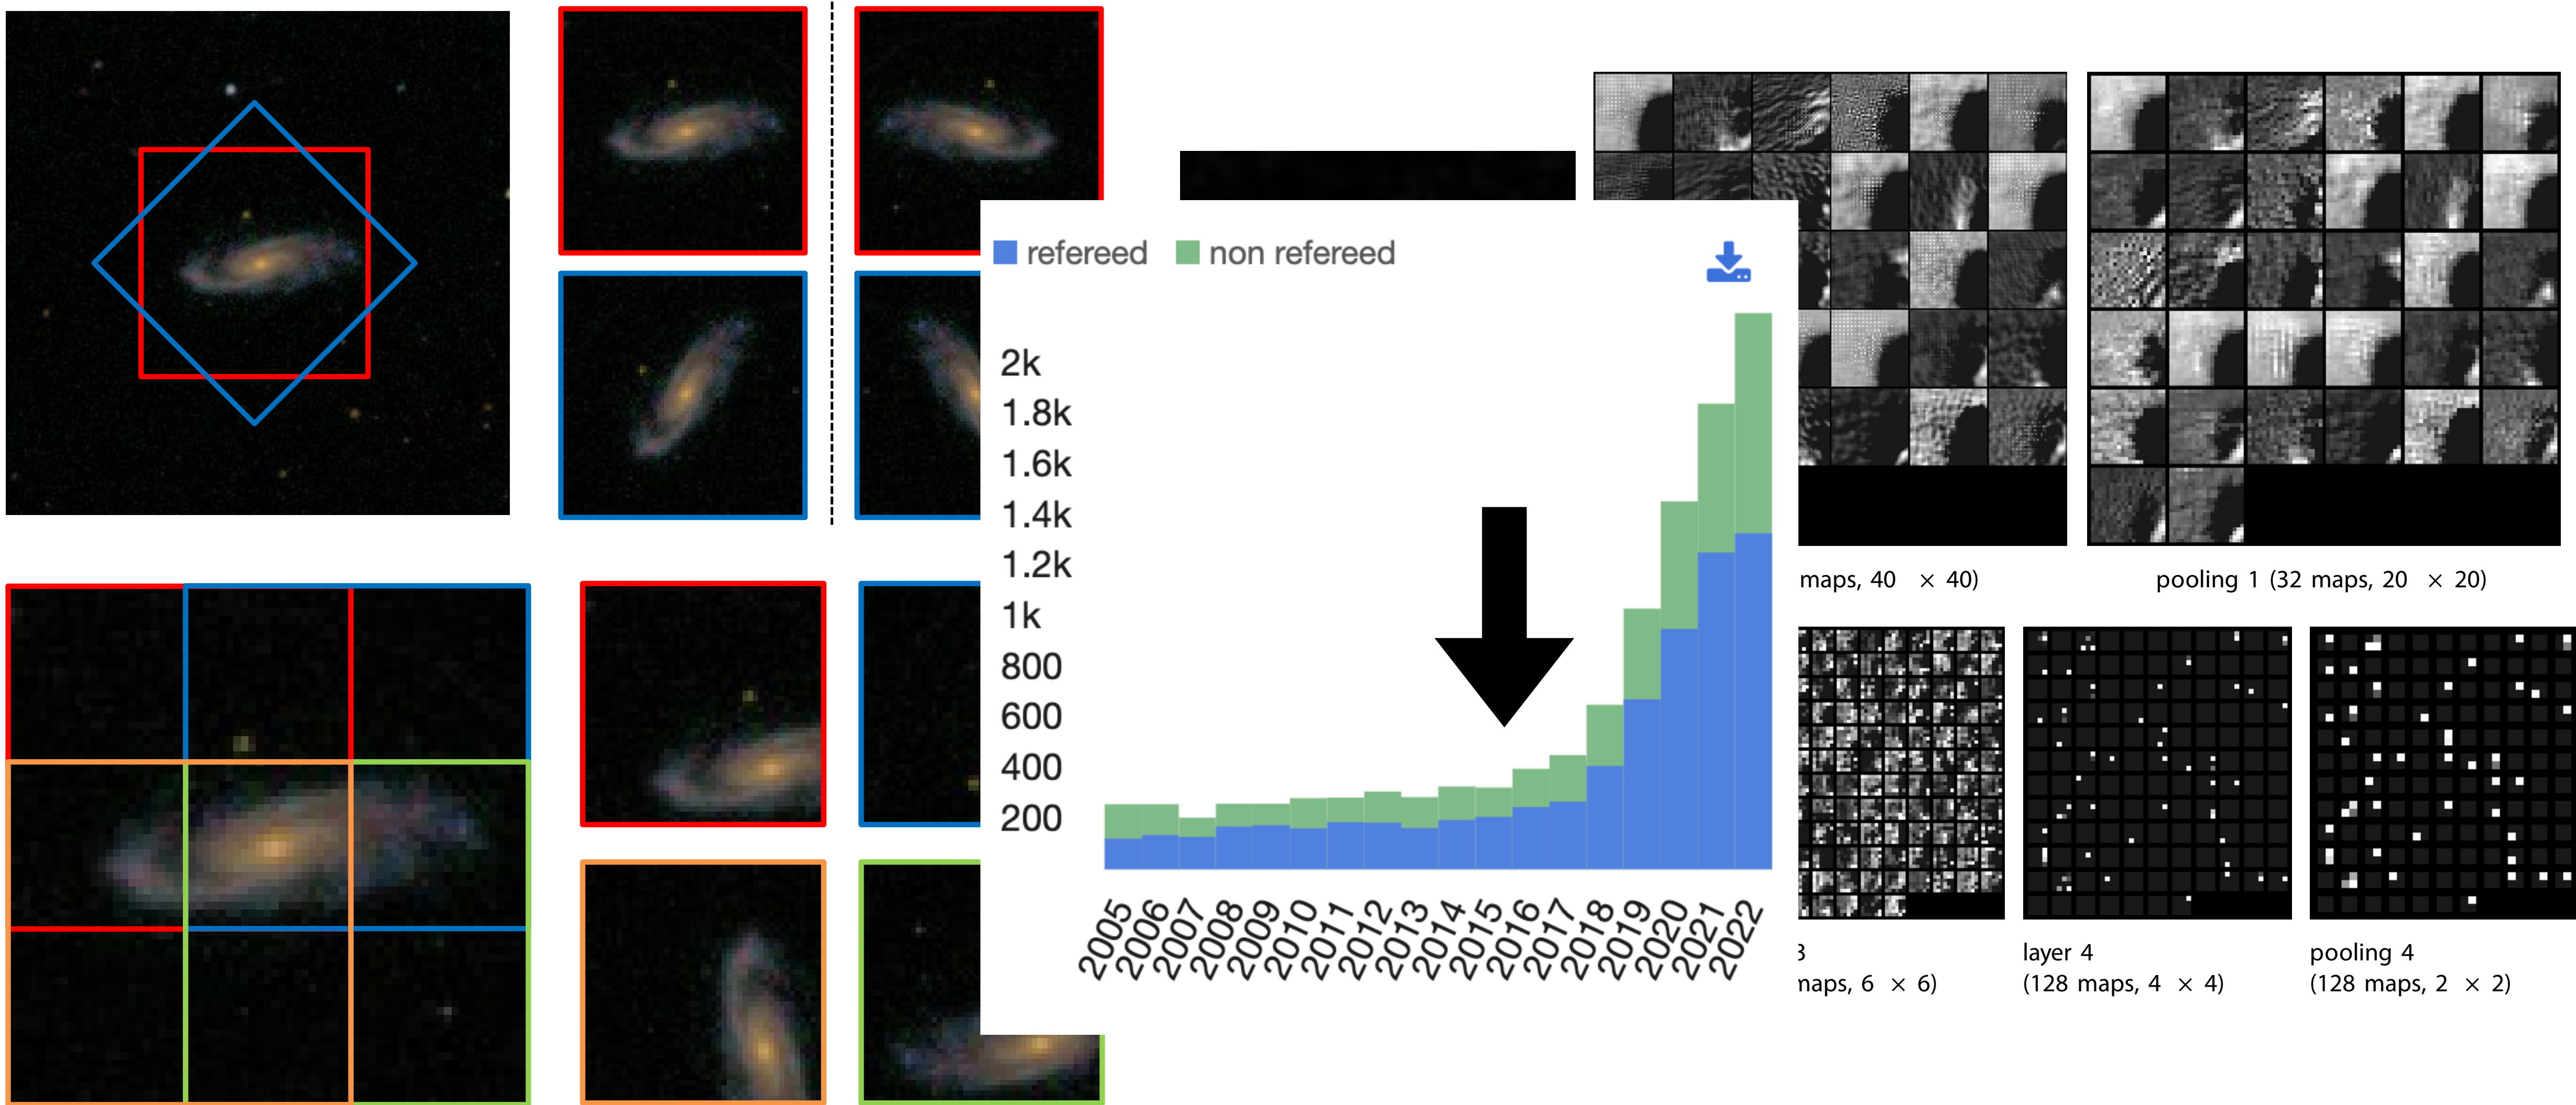 refereed non refereed
2k
1.8k
1.6k
1.4k
1.2k
1k
800
600
400
200
2005 2006 2007 2008 2009 2010 2011 2012 2013 2014 2015 2016 2017 2018 2019 2020 2021 2022
maps, 40 × 40)
pooling 1 (32 maps, 20 × 20)
3
maps, 6 × 6)
layer 4
(128 maps, 4 × 4)
pooling 4
(128 maps, 2 × 2)